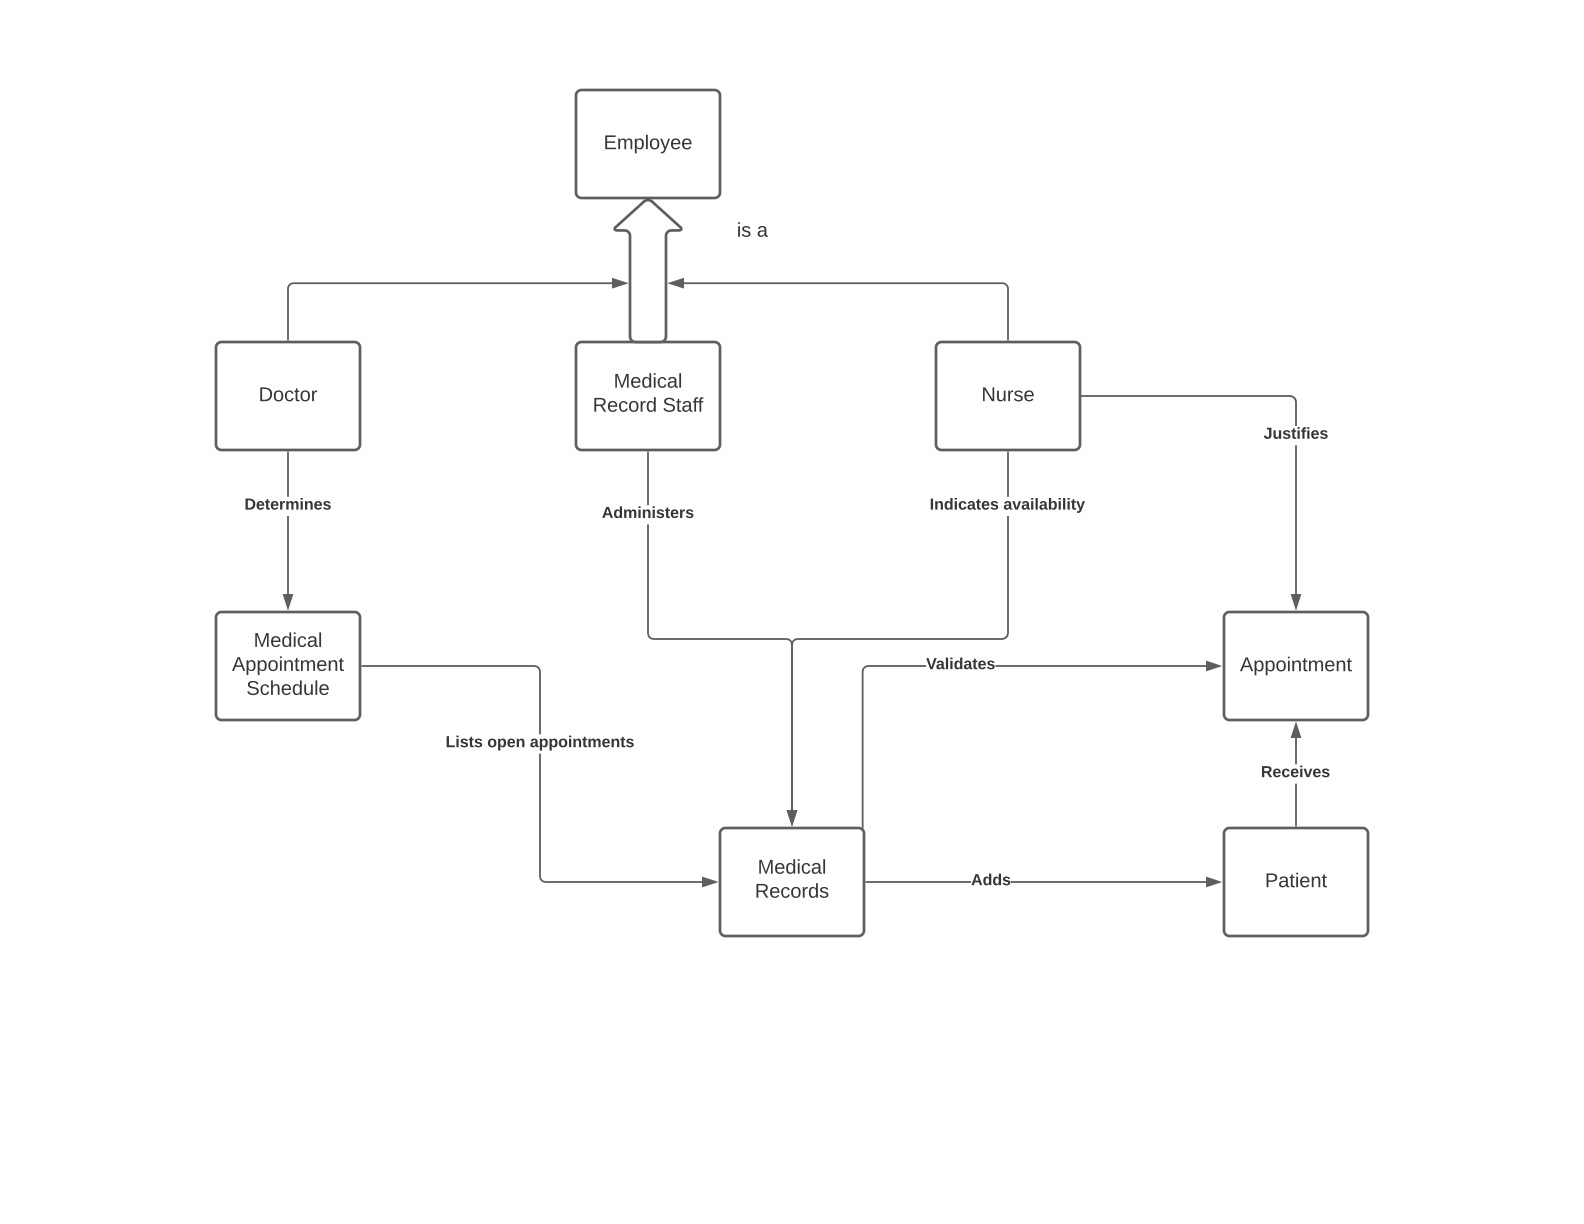 Employee
is a
Doctor
Medical
Record Staff
Nurse
Justifies
Determines
Administers
Indicates availability
Medical
Appointment
Schedule
Validates
Appointment
Lists open appointments
Receives
Medical
Records
Adds
Patient